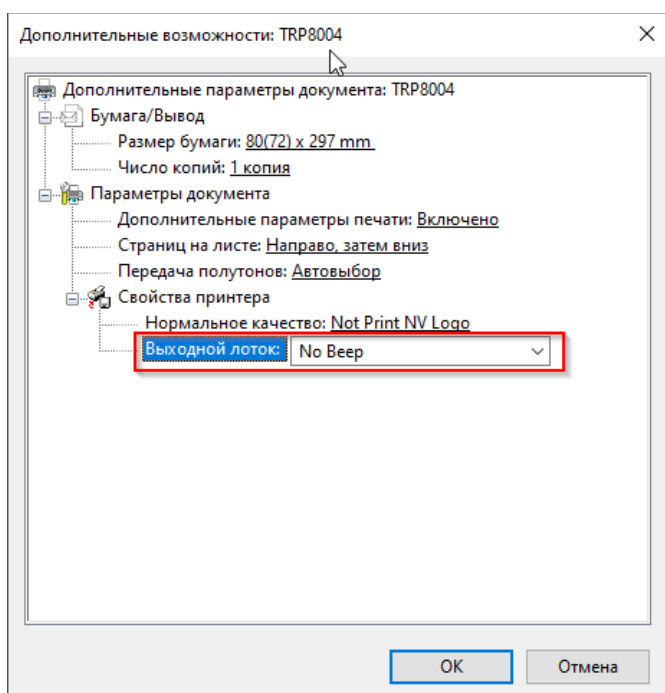 Дополнительные возможности: TRP8004
Дополнительные параметры документа: TRP8004
Бумага/Вывод
Размер бумаги: 80(72) x 297 mm
Число копий: 1 копия
Параметры документа
Дополнительные параметры печати: Включено
Страниц на листе: Направо, затем вниз
Передача полутонов: Автовыбор
Свойства принтера
Нормальное качество: Not Print NV Logo
Выходной лоток: No Beep
OK Отмена